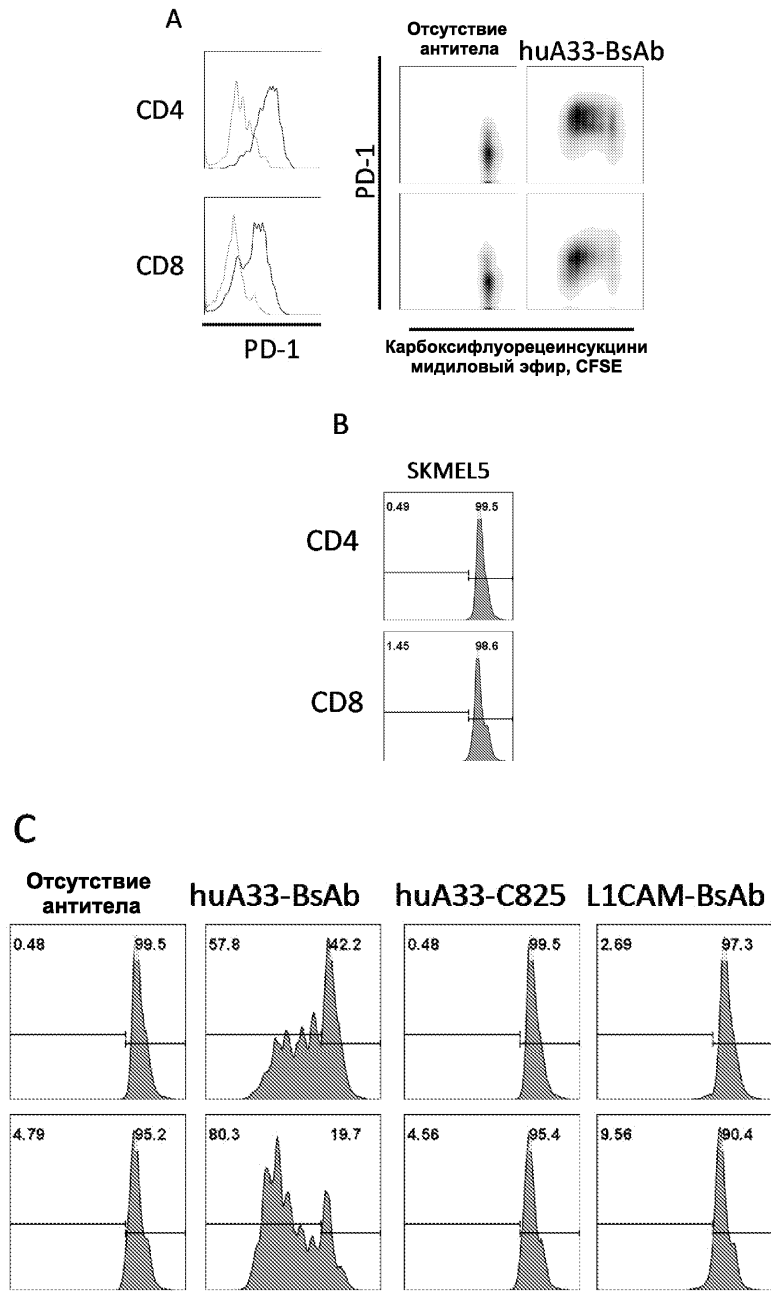 A
Отсутствие
антитела
huA33-BsAb
CD4
CD8
PD-1
PD-1
Карбоксифлуорецеинсукцини
мидиловый эфир, CFSE
B
SKMEL5
CD4
0.49 99.5
CD8
1.45 98.6
C
Отсутствие
антитела
huA33-BsAb
huA33-C825
L1CAM-BsAb
0.48 99.5
57.8 42.2
0.48 99.5
2.69 97.3
4.79 95.2
80.3 19.7
4.56 95.4
9.56 90.4